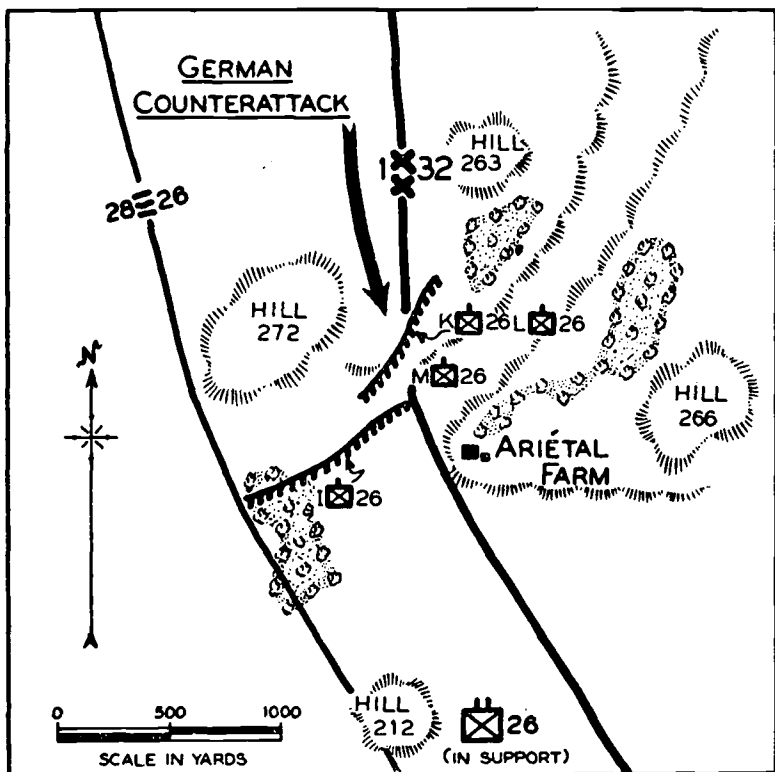 GERMAN
COUNTERATTACK
1 XX 32
HILL
263
28 26
HILL
272
K 26 L 26
M 26
N
HILL
266
ARIÉTAL
FARM
I 26
HILL
212
26
(IN SUPPORT)
0 500 1000
SCALE IN YARDS